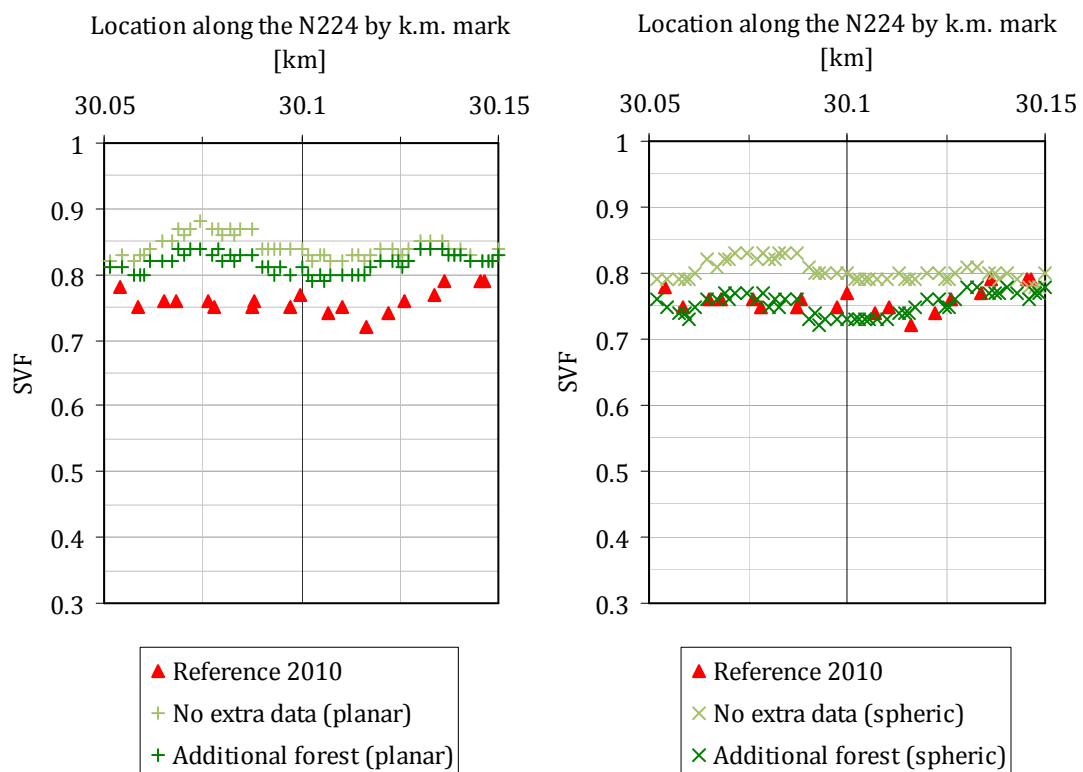 Location along the N224 by k.m. mark
[km]
30.05 30.1 30.15
1
0.9
0.8
0.7
0.6
0.5
0.4
0.3
SVF
Reference 2010
No extra data (planar)
Additional forest (planar)
Location along the N224 by k.m. mark
[km]
30.05 30.1 30.15
1
0.9
0.8
0.7
0.6
0.5
0.4
0.3
SVF
Reference 2010
No extra data (spheric)
Additional forest (spheric)